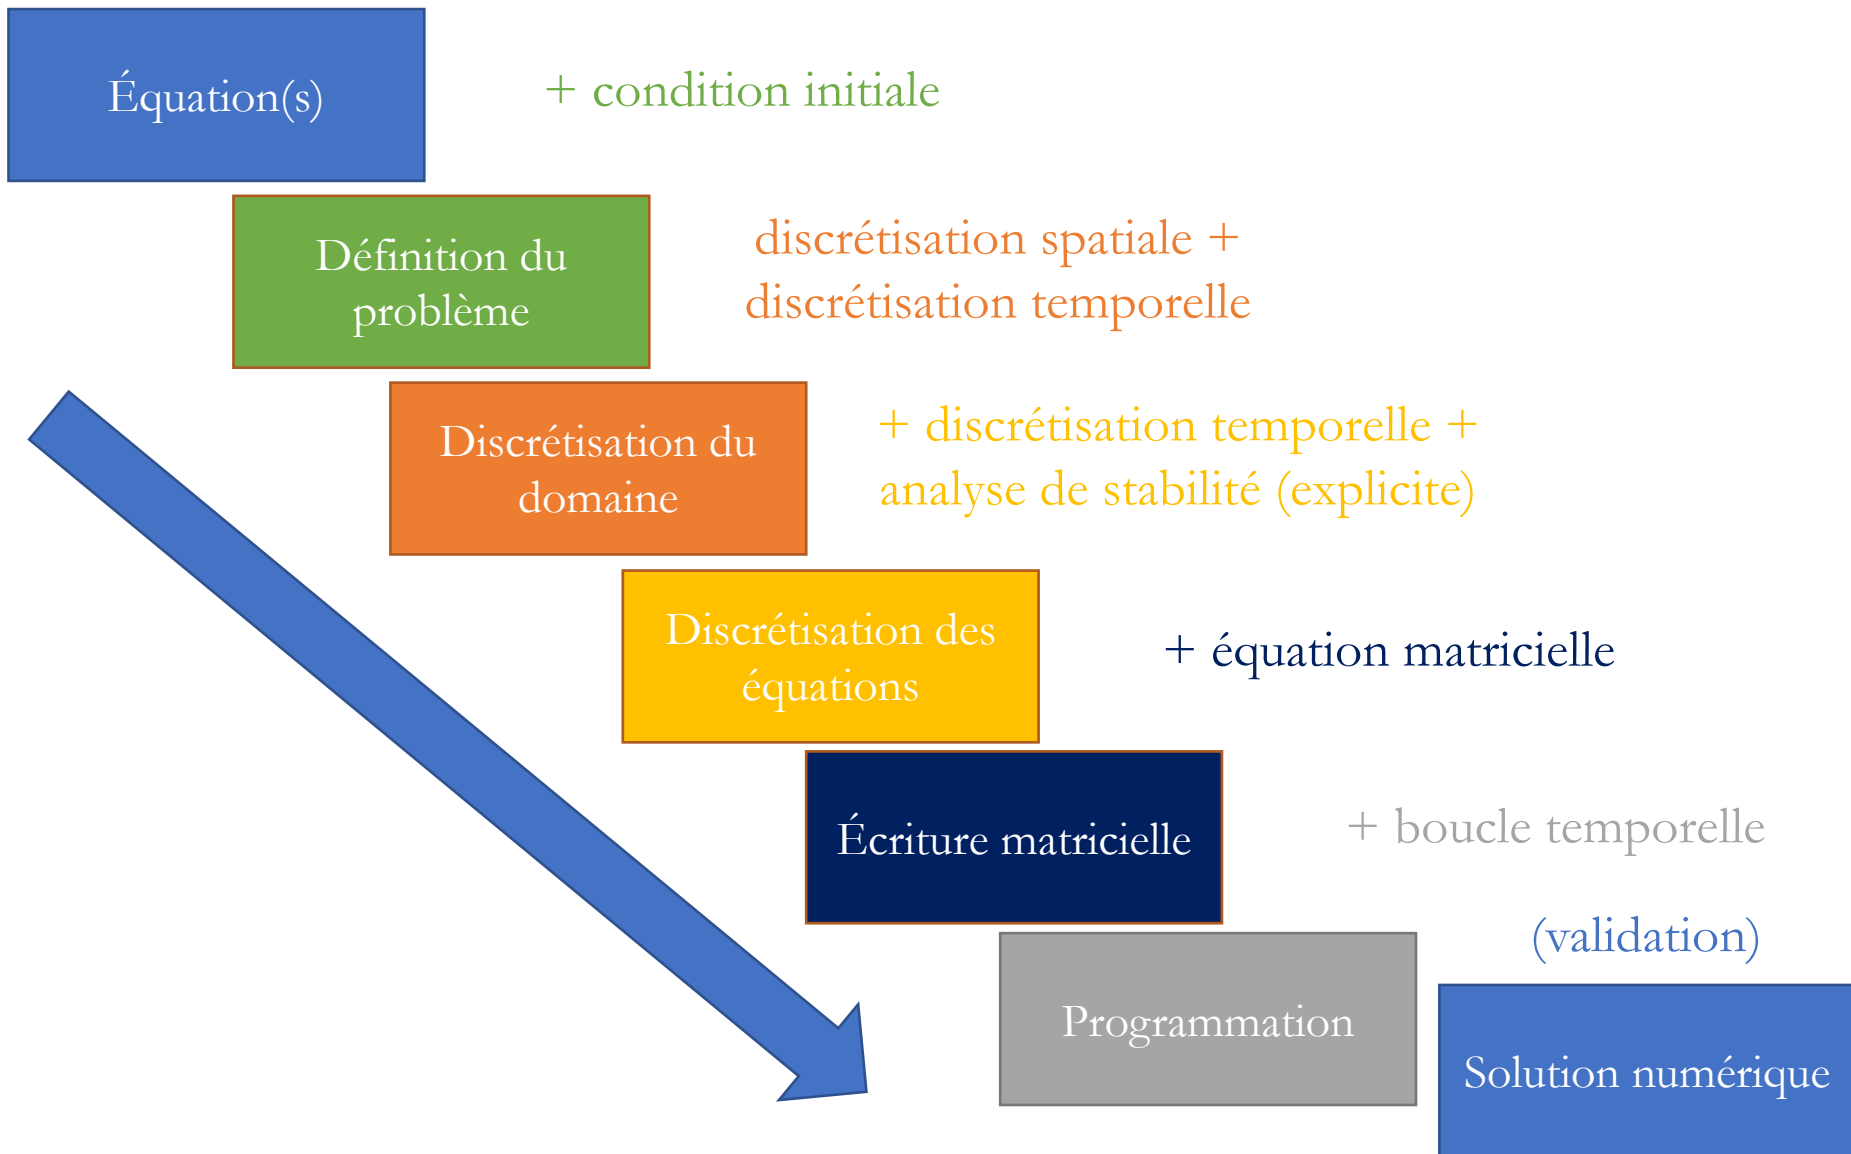 Équation(s)
+ condition initiale
Définition du
problème
discrétisation spatiale +
discrétisation temporelle
Discrétisation du
domaine
+ discrétisation temporelle +
analyse de stabilité (explicite)
Discrétisation des
équations
+ équation matricielle
Écriture matricielle
+ boucle temporelle
Programmation
(validation)
Solution numérique